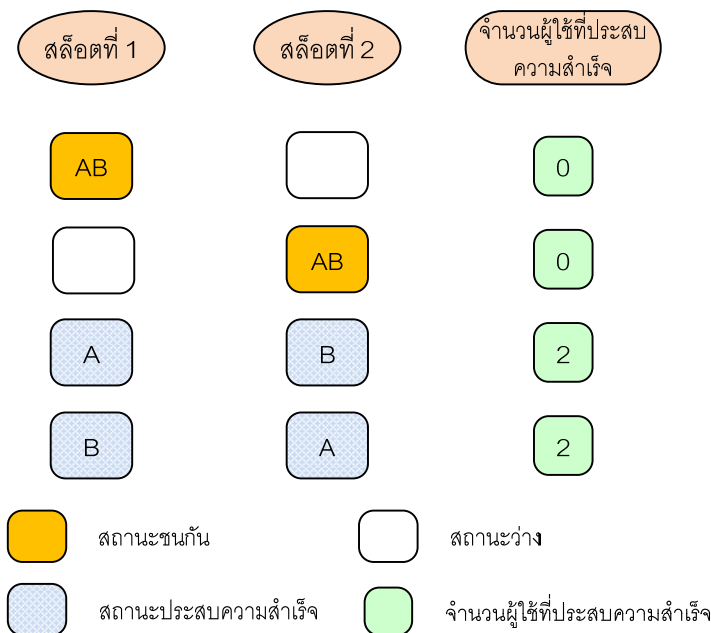 สล็อตที่ 1 สล็อตที่ 2 จำนวนผู้ใช้ที่ประสบ
ความสำเร็จ
AB 0
AB 0
A B 2
B A 2
สถานะชนกัน สถานะว่าง
สถานะประสบความสำเร็จ จำนวนผู้ใช้ที่ประสบความสำเร็จ